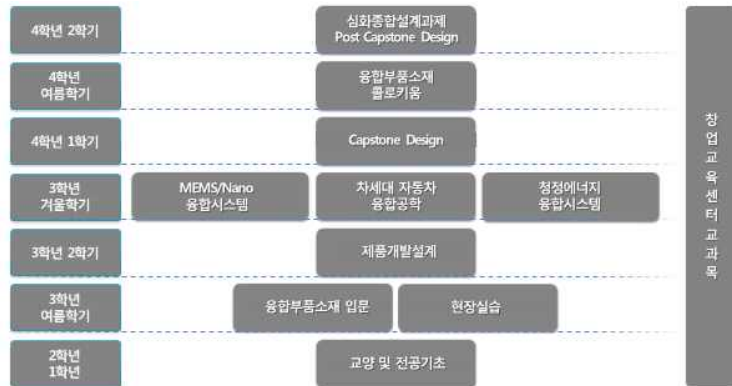 4학년 2학기
심화종합설계과제
Post Capstone Design
4학년
여름학기
융합부품소재
콜로키움
4학년 1학기
Capstone Design
3학년
겨울학기
MEMS/Nano
융합시스템
차세대 자동차
융합공학
청정에너지
융합시스템
3학년 2학기
제품개발설계
3학년
여름학기
융합부품소재 입문
현장실습
2학년
1학년
교양 및 전공기초
창업교육센터교과목